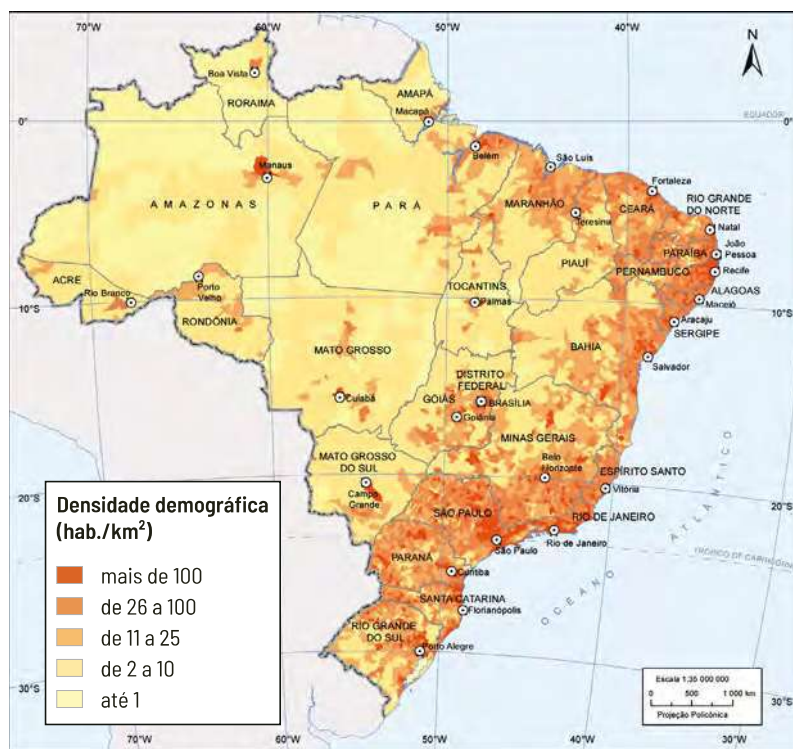 70°W 60°W 50°W 40°W
N
Boa Vista
RORAIMA
AMAPÁ
Macapá
0°
EQUADOR
Belém
São Luís
Manaus
Fortaleza
RIO GRANDE
DO NORTE
AMAZONAS
PARÁ
MARANHÃO
CEARÁ
Teresina
Natal
PARAÍBA
João
Pessoa
PIAUÍ
PERNAMBUCO
Recife
ACRE
Porto
Velho
TOCANTINS
ALAGOAS
Rio Branco
Palmas
Maceió
10°S
10°S
RONDÔNIA
Aracaju
SERGIPE
MATO GROSSO
BAHIA
Salvador
DISTRITO
FEDERAL
Cuiabá
GOIÁS
BRASÍLIA
Goiânia
MINAS GERAIS
MATO GROSSO
DO SUL
Belo
Horizonte
ESPÍRITO SANTO
Campo
Grande
Vitória
20°S
20°S
SÃO PAULO
RIO DE JANEIRO
São Paulo
Rio de Janeiro
PARANÁ
TRÓPICO DE CAPRICÓRNIO
Curitiba
SANTA CATARINA
Florianópolis
OCEANO ATLÂNTICO
RIO GRANDE
DO SUL
Porto Alegre
Densidade demográfica
(hab./km²)
mais de 100
de 26 a 100
de 11 a 25
de 2 a 10
até 1
Escala 1:35 000 000
0 500 1 000 km
Projeção Policônica
30°S
30°S
70°W 60°W 50°W 40°W 30°W